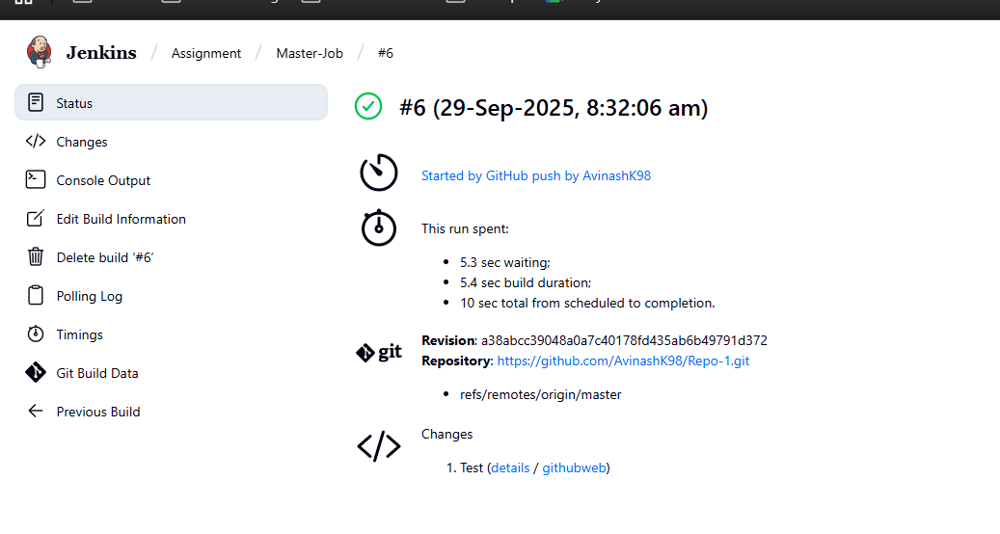 Jenkins / Assignment / Master-Job / #6
Status
Changes
Console Output
Edit Build Information
Delete build ‘#6’
Polling Log
Timings
Git Build Data
Previous Build
#6 (29-Sep-2025, 8:32:06 am)
Started by GitHub push by AvinashK98
This run spent:
• 5.3 sec waiting;
• 5.4 sec build duration;
• 10 sec total from scheduled to completion.
git
Revision: a38abcc39048a0a7c40178fd435ab6b49791d372
Repository: https://github.com/AvinashK98/Repo-1.git
• refs/remotes/origin/master
Changes
1. Test (details / githubweb)